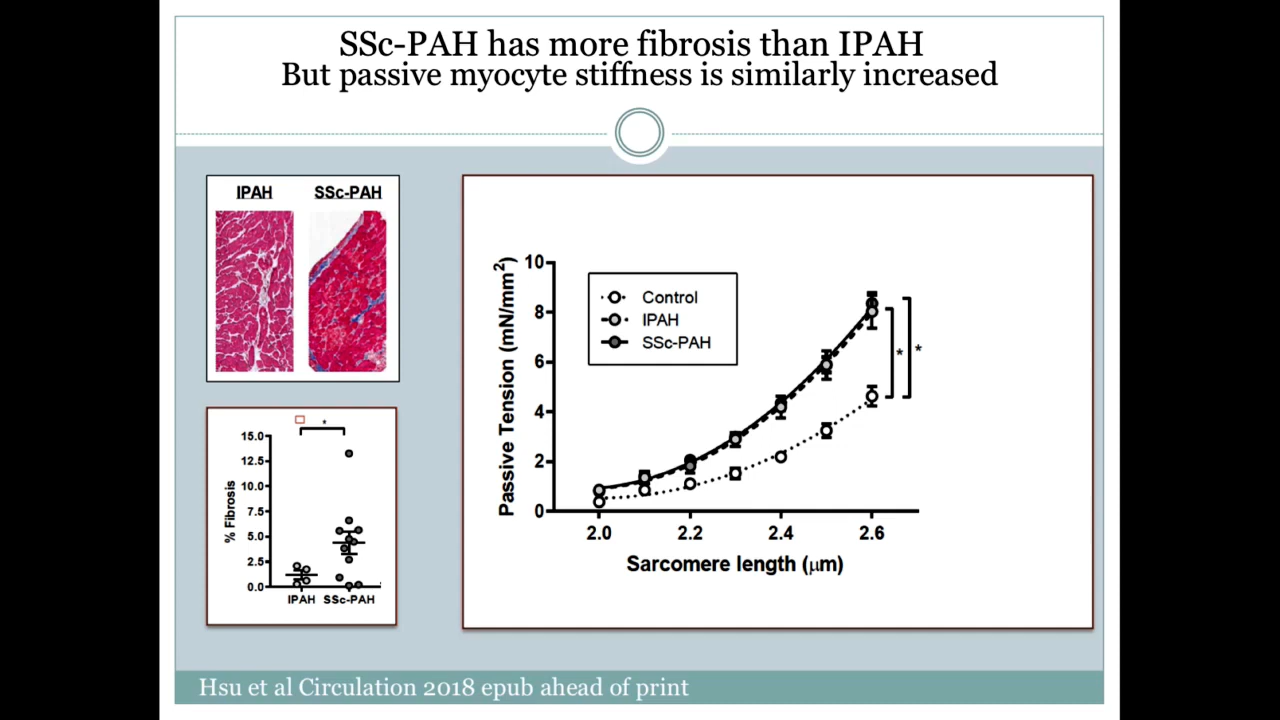 SSc-PAH has more fibrosis than IPAH
But passive myocyte stiffness is similarly increased
IPAH SSc-PAH
15.0
12.5
10.0
7.5
5.0
2.5
0.0
% Fibrosis
*
IPAH SSc-PAH
Passive Tension (mN/mm²)
10
8
6
4
2
0
Control
IPAH
SSc-PAH
* *
2.0 2.2 2.4 2.6
Sarcomere length (μm)
Hsu et al Circulation 2018 epub ahead of print